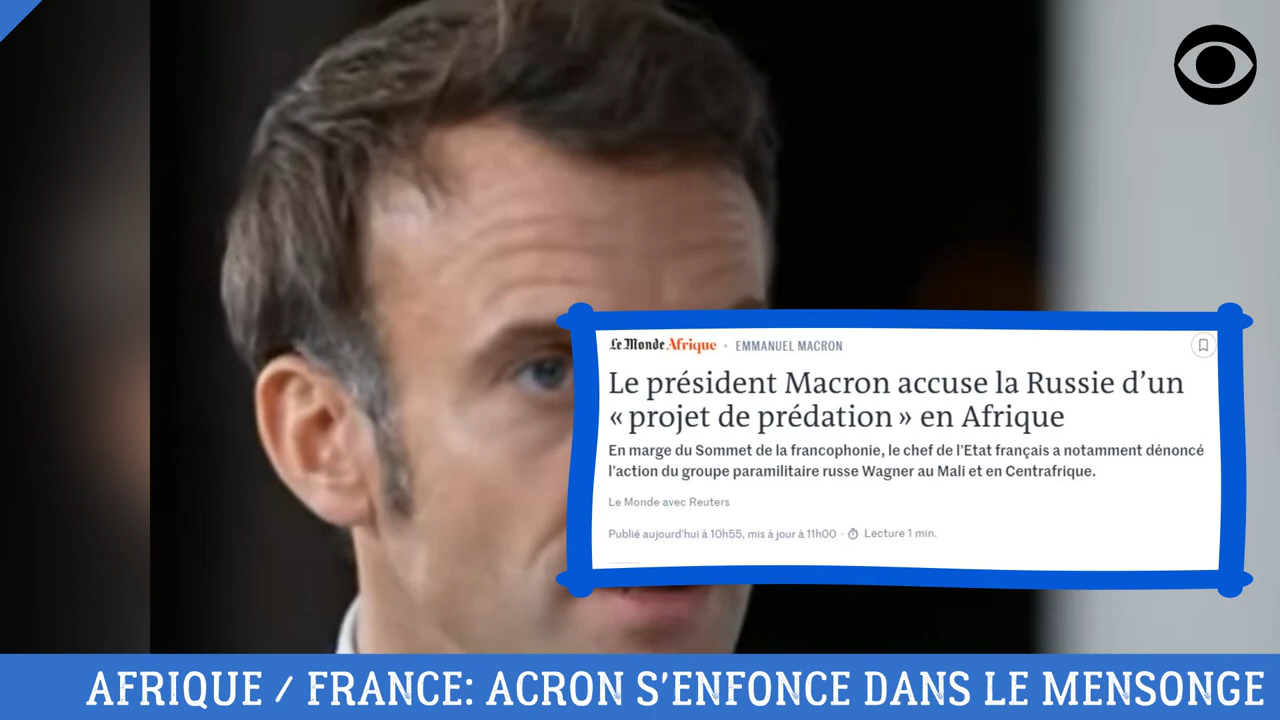 Le Monde Afrique • EMMANUEL MACRON
Le président Macron accuse la Russie d'un
« projet de prédation » en Afrique
En marge du Sommet de la francophonie, le chef de l'Etat français a notamment dénoncé
l'action du groupe paramilitaire russe Wagner au Mali et en Centrafrique.
Le Monde avec Reuters
Publié aujourd'hui à 10h55, mis à jour à 11h00 · Lecture 1 min.
AFRIQUE / FRANCE: ACRON S'ENFONCE DANS LE MENSONGE